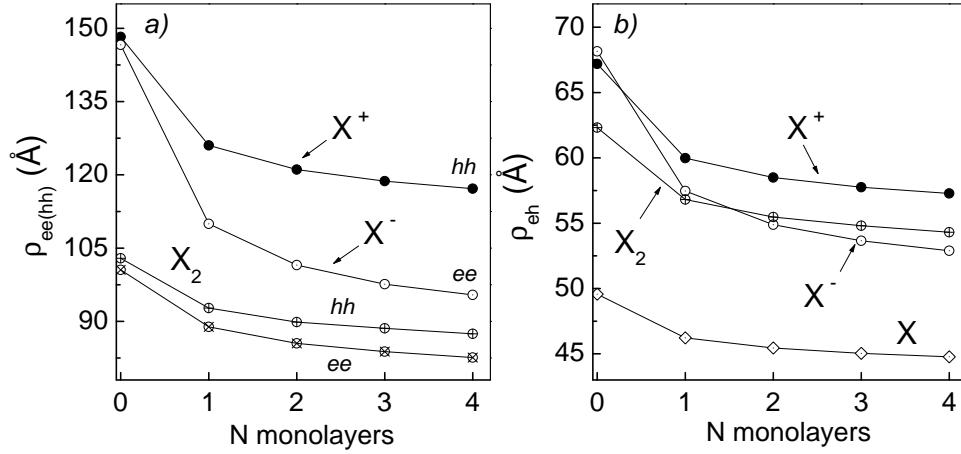 a)
ρee(hh) (Å)
150
135
120
105
90
X+
hh
X-
X2
ee
hh
ee
0 1 2 3 4
N monolayers
b)
ρeh (Å)
70
65
60
55
50
45
X+
X2
X-
X
0 1 2 3 4
N monolayers